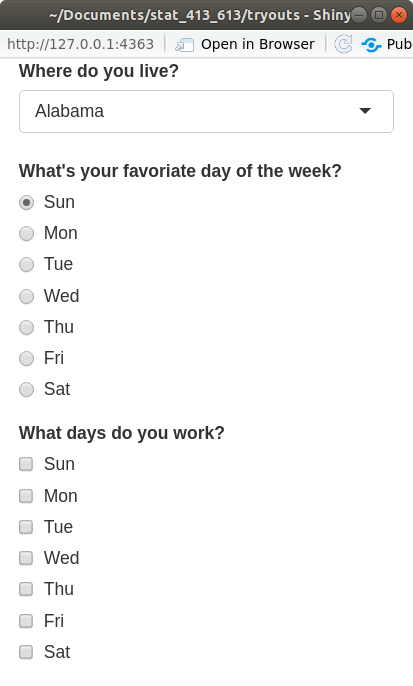 ~/Documents/stat_413_613/tryouts - Shiny
http://127.0.0.1:4363 Open in Browser Pub
Where do you live?
Alabama
What's your favoriate day of the week?
Sun
Mon
Tue
Wed
Thu
Fri
Sat
What days do you work?
Sun
Mon
Tue
Wed
Thu
Fri
Sat